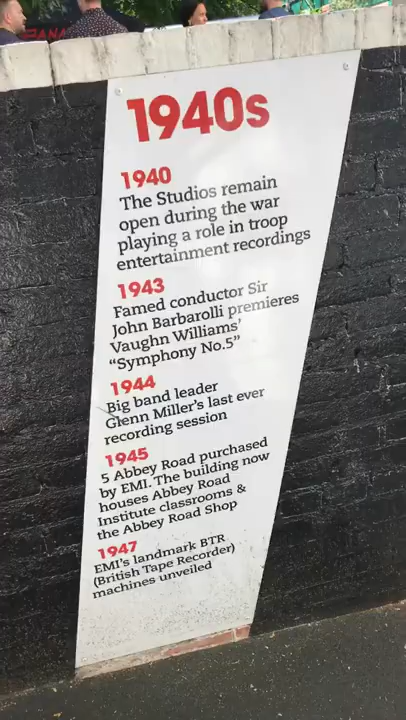 1940s
1940
The Studios remain
open during the war
playing a role in troop
entertainment recordings
1943
Famed conductor Sir
John Barbarolli premieres
Vaughn Williams'
"Symphony No.5"
1944
Big band leader
Glenn Miller's last ever
recording session
1945
5 Abbey Road purchased
by EMI. The building now
houses Abbey Road
Institute classrooms &
the Abbey Road Shop
1947
EMI's landmark BTR
(British Tape Recorder)
machines unveiled